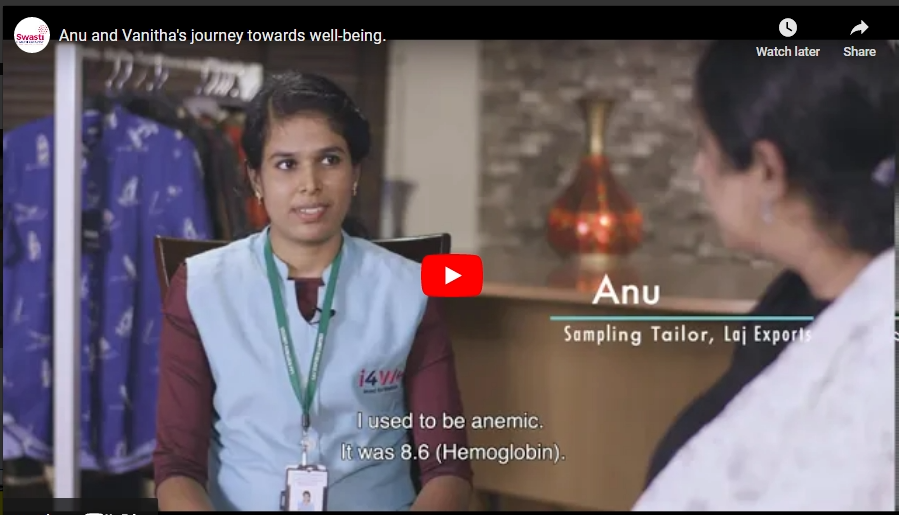 Swasti
Anu and Vanitha's journey towards well-being.
Watch later
Share
Anu
Sampling Tailor, Laj Exports
i4We
I used to be anemic.
It was 8.6 (Hemoglobin).